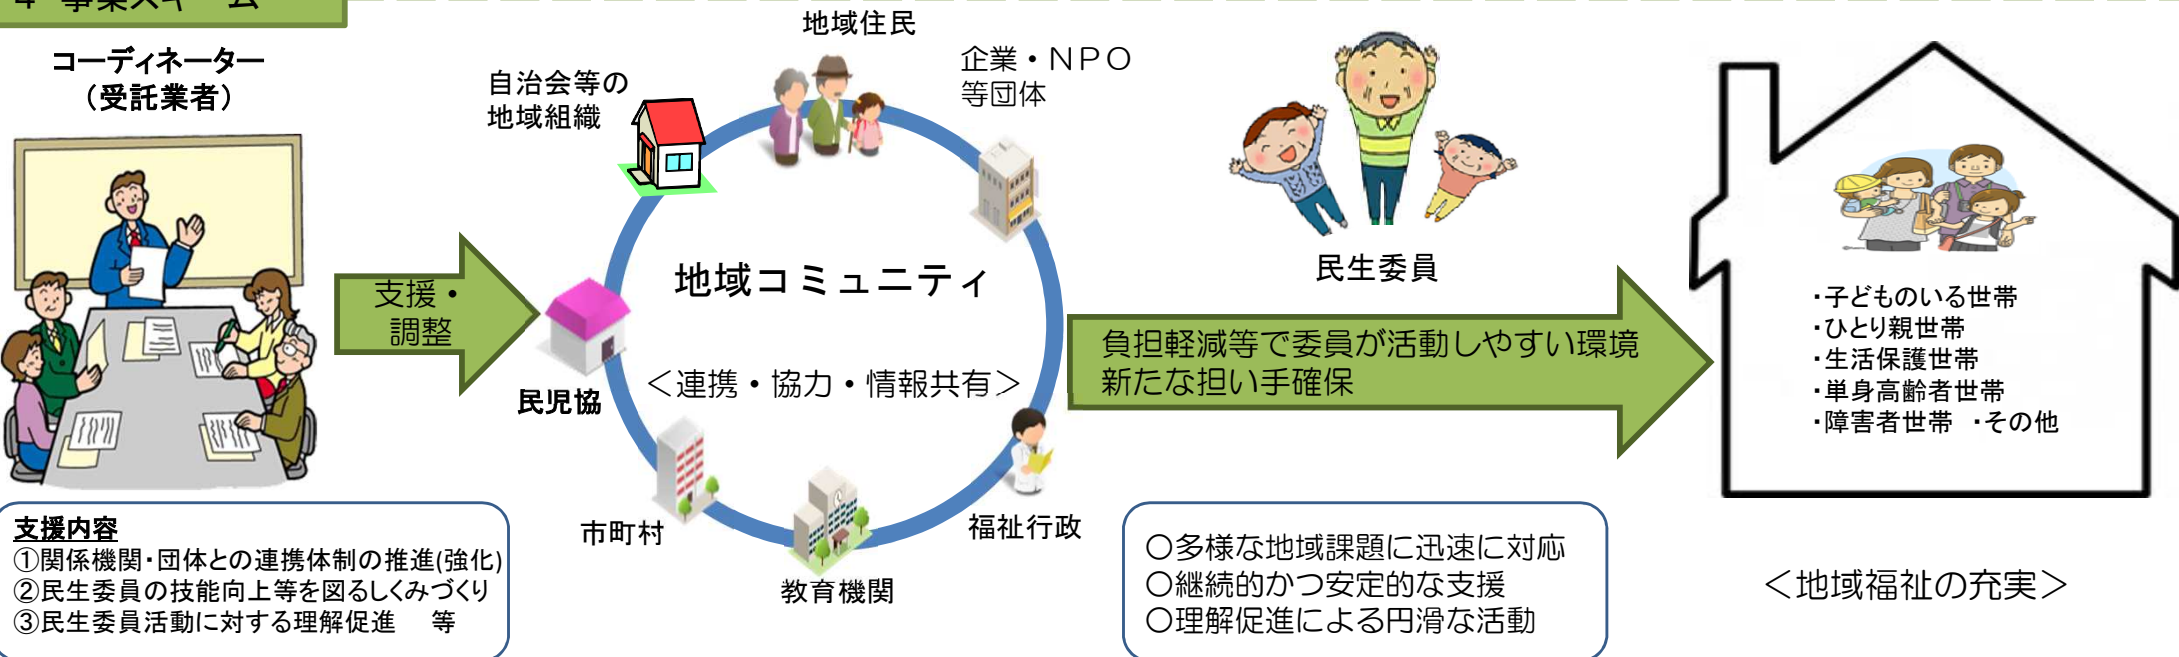 4 事業スキーム
コーディネーター
（受託業者）
支援・
調整
支援内容
①関係機関・団体との連携体制の推進(強化)
②民生委員の技能向上等を図るしくみづくり
③民生委員活動に対する理解促進　等
地域住民
自治会等の
地域組織
企業・ＮＰＯ
等団体
地域コミュニティ
＜連携・協力・情報共有＞
民児協
市町村
教育機関
福祉行政
民生委員
負担軽減等で委員が活動しやすい環境
新たな担い手確保
〇多様な地域課題に迅速に対応
〇継続的かつ安定的な支援
〇理解促進による円滑な活動
・子どものいる世帯
・ひとり親世帯
・生活保護世帯
・単身高齢者世帯
・障害者世帯　・その他
＜地域福祉の充実＞